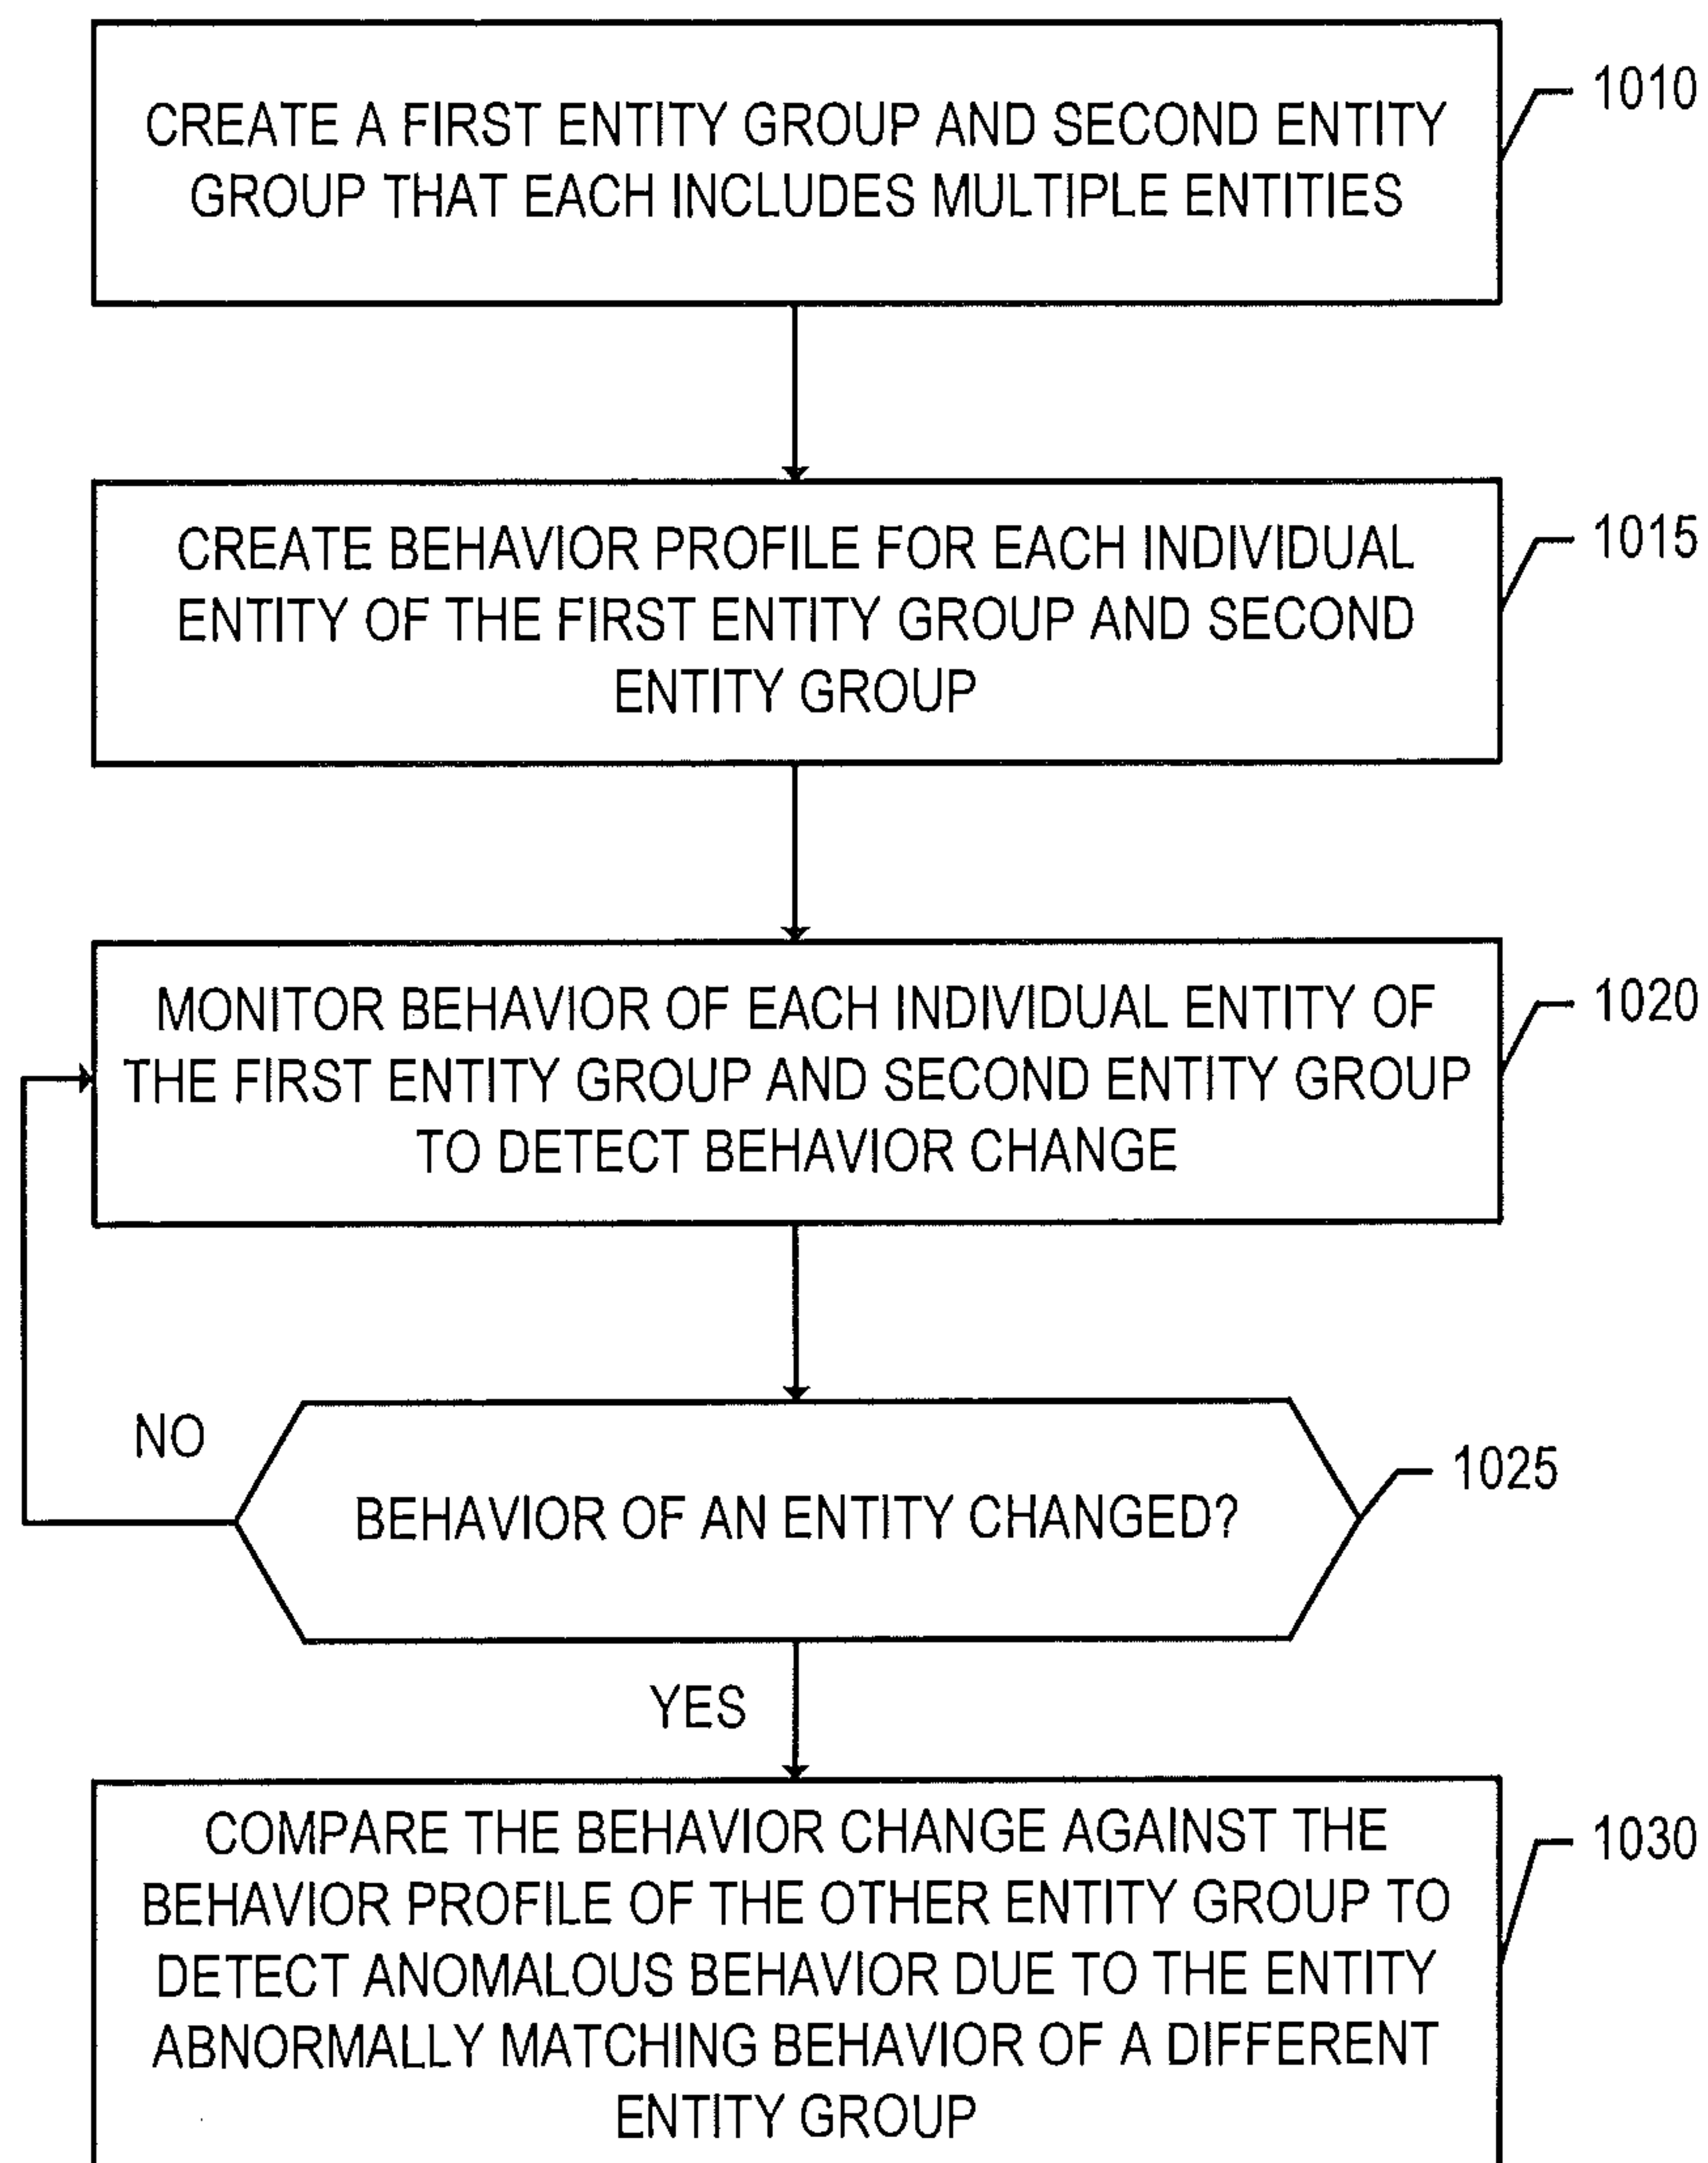 CREATE A FIRST ENTITY GROUP AND SECOND ENTITY
GROUP THAT EACH INCLUDES MULTIPLE ENTITIES
1010
CREATE BEHAVIOR PROFILE FOR EACH INDIVIDUAL
ENTITY OF THE FIRST ENTITY GROUP AND SECOND
ENTITY GROUP
1015
MONITOR BEHAVIOR OF EACH INDIVIDUAL ENTITY OF
THE FIRST ENTITY GROUP AND SECOND ENTITY GROUP
TO DETECT BEHAVIOR CHANGE
1020
NO
BEHAVIOR OF AN ENTITY CHANGED?
1025
YES
COMPARE THE BEHAVIOR CHANGE AGAINST THE
BEHAVIOR PROFILE OF THE OTHER ENTITY GROUP TO
DETECT ANOMALOUS BEHAVIOR DUE TO THE ENTITY
ABNORMALLY MATCHING BEHAVIOR OF A DIFFERENT
ENTITY GROUP
1030